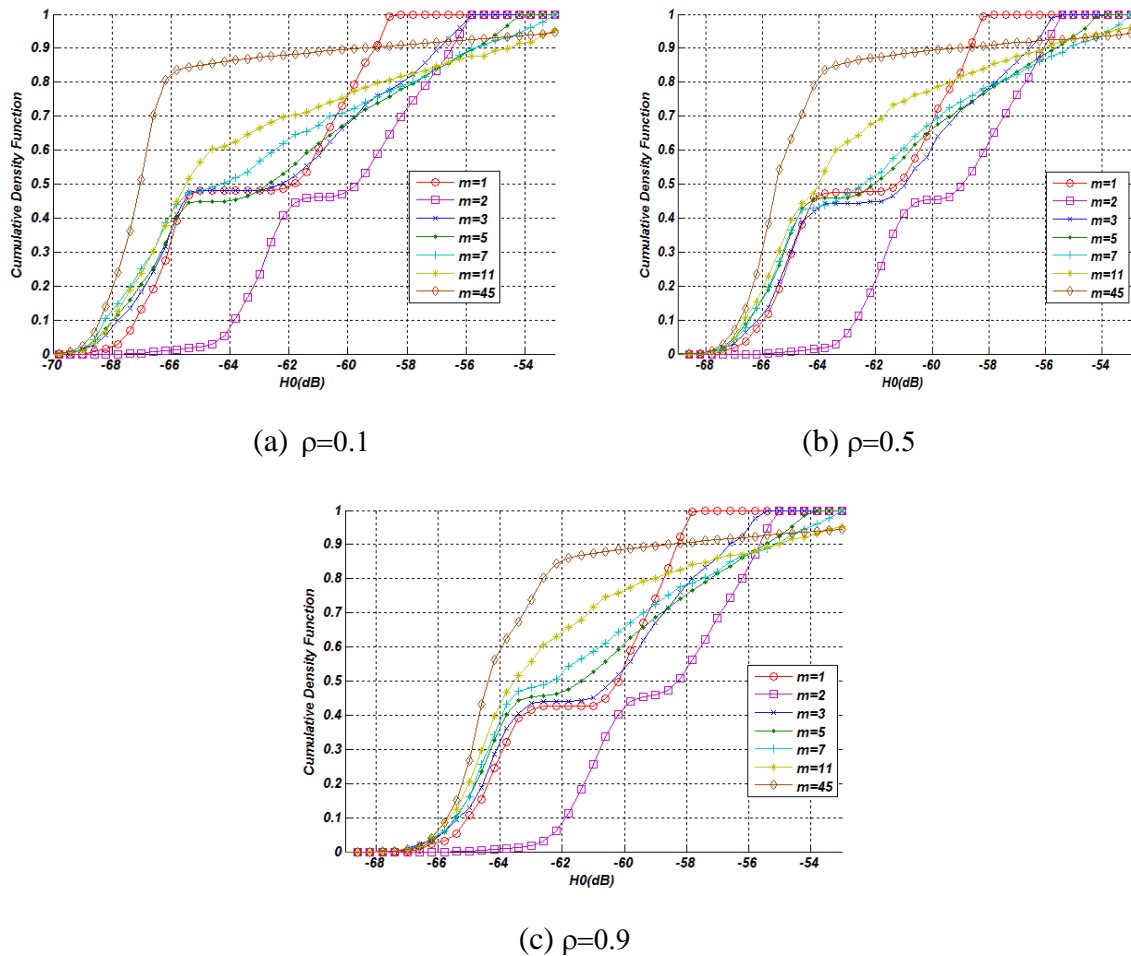 1
0.9
0.8
0.7
0.6
0.5
0.4
0.3
0.2
0.1
0
Cumulative Density Function
-70 -68 -66 -64 -62 -60 -58 -56 -54
H0(dB)
m=1
m=2
m=3
m=5
m=7
m=11
m=45
(a) ρ=0.1
1
0.9
0.8
0.7
0.6
0.5
0.4
0.3
0.2
0.1
0
Cumulative Density Function
-68 -66 -64 -62 -60 -58 -56 -54
H0(dB)
m=1
m=2
m=3
m=5
m=7
m=11
m=45
(b) ρ=0.5
1
0.9
0.8
0.7
0.6
0.5
0.4
0.3
0.2
0.1
0
Cumulative Density Function
-68 -66 -64 -62 -60 -58 -56 -54
H0(dB)
m=1
m=2
m=3
m=5
m=7
m=11
m=45
(c) ρ=0.9